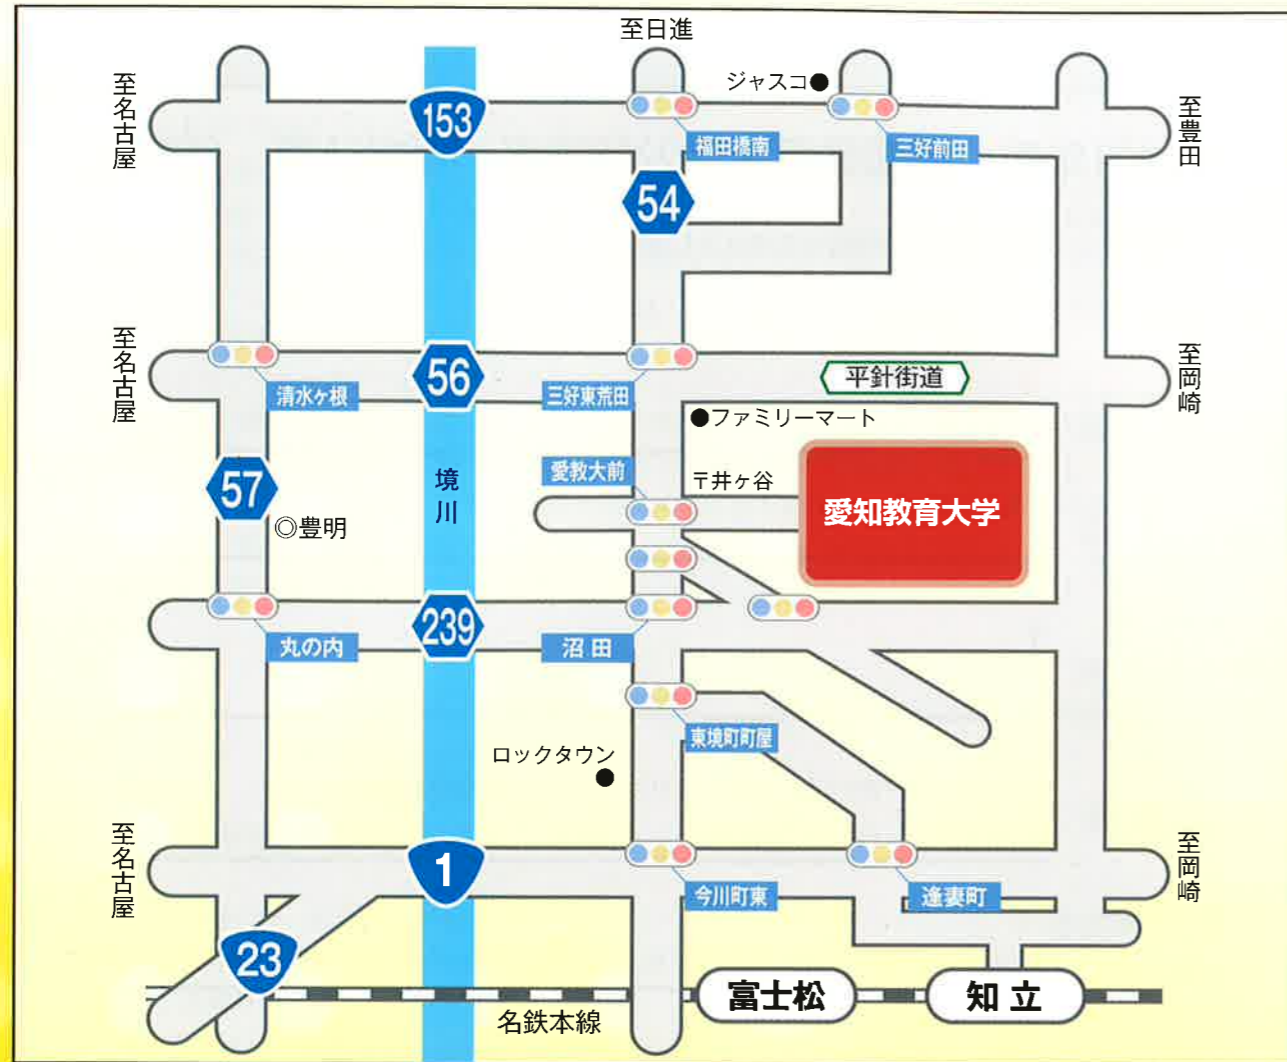 至日進
ジャスコ●
至名古屋
153
福田橋南
三好前田
至豊田
54
至名古屋
清水ヶ根
56
三好東荒田
平針街道
至岡崎
●ファミリーマート
57
境川
愛教大前
〒井ヶ谷
愛知教育大学
◎豊明
丸の内
239
沼田
東境町町屋
ロックタウン
●
至名古屋
1
今川町東
逢妻町
至岡崎
23
名鉄本線
富士松
知立